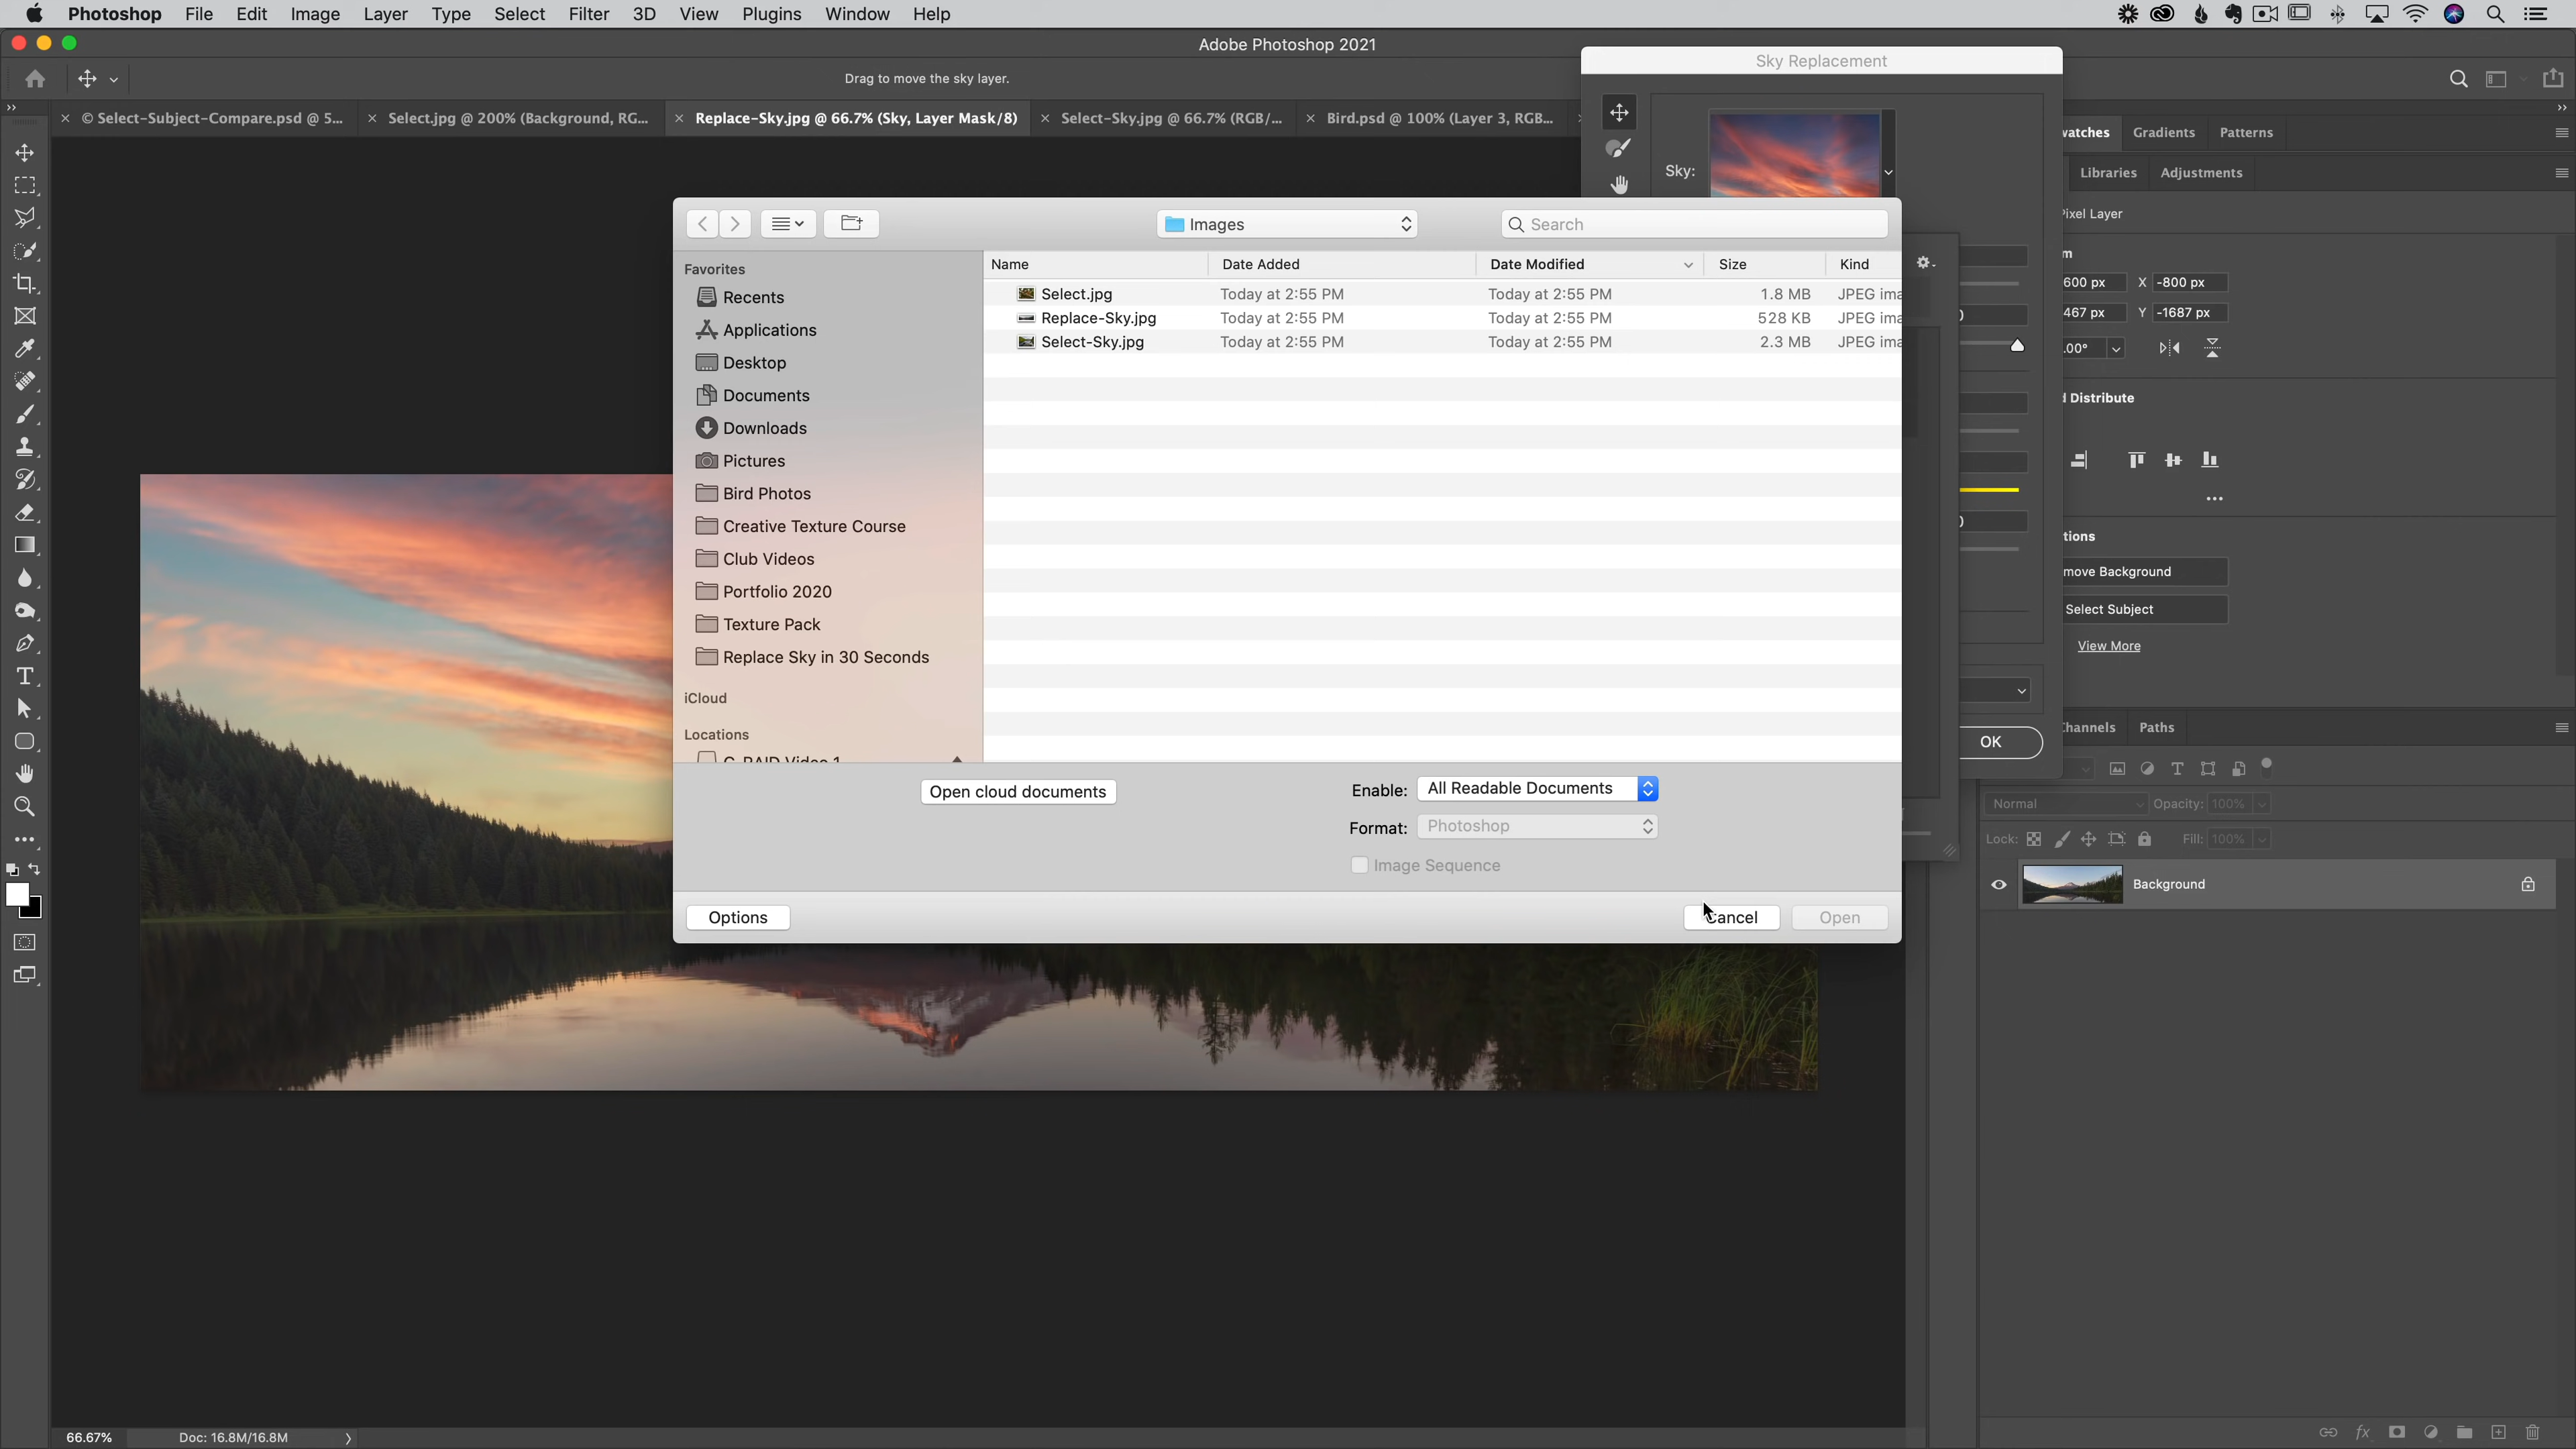 Photoshop File Edit Image Layer Type Select Filter 3D View Plugins Window Help
Adobe Photoshop 2021
Drag to move the sky layer.
Sky Replacement
× © Select-Subject-Compare.psd @ 5... × Select.jpg @ 200% (Background, RG... × Replace-Sky.jpg @ 66.7% (Sky, Layer Mask/8) × Select-Sky.jpg @ 66.7% (RGB/... × Bird.psd @ 100% (Layer 3, RGB...
watches Gradients Patterns
Sky:
Libraries Adjustments
Pixel Layer
Images
Search
Favorites
Name Date Added Date Modified Size Kind
Recents
Select.jpg Today at 2:55 PM Today at 2:55 PM 1.8 MB JPEG ima
Replace-Sky.jpg Today at 2:55 PM Today at 2:55 PM 528 KB JPEG ima
Select-Sky.jpg Today at 2:55 PM Today at 2:55 PM 2.3 MB JPEG ima
Applications
Desktop
Documents
Downloads
Pictures
Bird Photos
Creative Texture Course
Club Videos
Portfolio 2020
Texture Pack
Replace Sky in 30 Seconds
iCloud
Locations
G-RAID Video 1
Open cloud documents
Enable: All Readable Documents
Format: Photoshop
Image Sequence
Options
Cancel Open
m
600 px X -800 px
467 px Y -1687 px
.00°
d Distribute
tions
move Background
Select Subject
View More
OK
Channels Paths
Normal Opacity: 100%
Lock: Fill: 100%
Background
66.67% Doc: 16.8M/16.8M